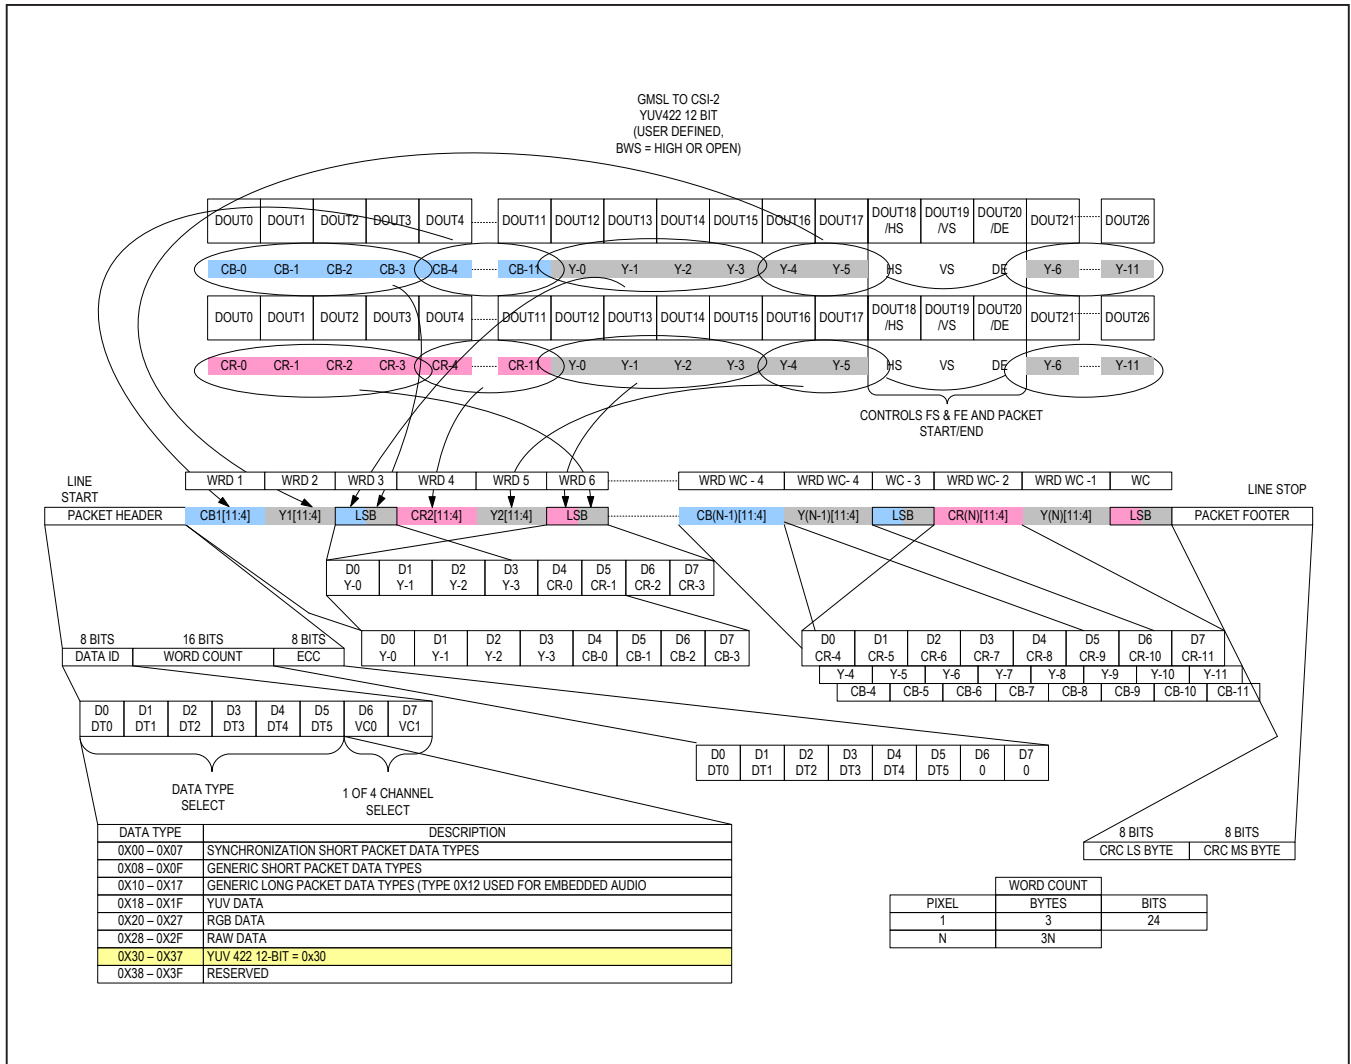 GMSL TO CSI-2
YUV422 12 BIT
(USER DEFINED,
BWS = HIGH OR OPEN)
DOUT0 DOUT1 DOUT2 DOUT3 DOUT4 DOUT11 DOUT12 DOUT13 DOUT14 DOUT15 DOUT16 DOUT17 DOUT18 /HS DOUT19 /VS DOUT20 /DE DOUT21 DOUT26
CB-0 CB-1 CB-2 CB-3 CB-4 CB-11 Y-0 Y-1 Y-2 Y-3 Y-4 Y-5 HS VS DE Y-6 Y-11
DOUT0 DOUT1 DOUT2 DOUT3 DOUT4 DOUT11 DOUT12 DOUT13 DOUT14 DOUT15 DOUT16 DOUT17 DOUT18 /HS DOUT19 /VS DOUT20 /DE DOUT21 DOUT26
CR-0 CR-1 CR-2 CR-3 CR-4 CR-11 Y-0 Y-1 Y-2 Y-3 Y-4 Y-5 HS VS DE Y-6 Y-11
CONTROLS FS & FE AND PACKET
START/END
LINE
START
WRD 1 WRD 2 WRD 3 WRD 4 WRD 5 WRD 6 WRD WC - 4 WRD WC- 4 WC - 3 WRD WC- 2 WRD WC -1 WC
LINE STOP
PACKET HEADER CB1[11:4] Y1[11:4] LSB CR2[11:4] Y2[11:4] LSB CB(N-1)[11:4] Y(N-1)[11:4] LSB CR(N)[11:4] Y(N)[11:4] LSB PACKET FOOTER
D0 D1 D2 D3 D4 D5 D6 D7
Y-0 Y-1 Y-2 Y-3 CR-0 CR-1 CR-2 CR-3
8 BITS 16 BITS 8 BITS
DATA ID WORD COUNT ECC
D0 D1 D2 D3 D4 D5 D6 D7
Y-0 Y-1 Y-2 Y-3 CB-0 CB-1 CB-2 CB-3
D0 D1 D2 D3 D4 D5 D6 D7
CR-4 CR-5 CR-6 CR-7 CR-8 CR-9 CR-10 CR-11
Y-4 Y-5 Y-6 Y-7 Y-8 Y-9 Y-10 Y-11
CB-4 CB-5 CB-6 CB-7 CB-8 CB-9 CB-10 CB-11
D0 D1 D2 D3 D4 D5 D6 D7
DT0 DT1 DT2 DT3 DT4 DT5 VC0 VC1
D0 D1 D2 D3 D4 D5 D6 D7
DT0 DT1 DT2 DT3 DT4 DT5 0 0
DATA TYPE
SELECT
1 OF 4 CHANNEL
SELECT
DATA TYPE DESCRIPTION
0X00 – 0X07 SYNCHRONIZATION SHORT PACKET DATA TYPES
0X08 – 0X0F GENERIC SHORT PACKET DATA TYPES
0X10 – 0X17 GENERIC LONG PACKET DATA TYPES (TYPE 0X12 USED FOR EMBEDDED AUDIO
0X18 – 0X1F YUV DATA
0X20 – 0X27 RGB DATA
0X28 – 0X2F RAW DATA
0X30 – 0X37 YUV 422 12-BIT = 0x30
0X38 – 0X3F RESERVED
8 BITS 8 BITS
CRC LS BYTE CRC MS BYTE
WORD COUNT
PIXEL BYTES BITS
1 3 24
N 3N